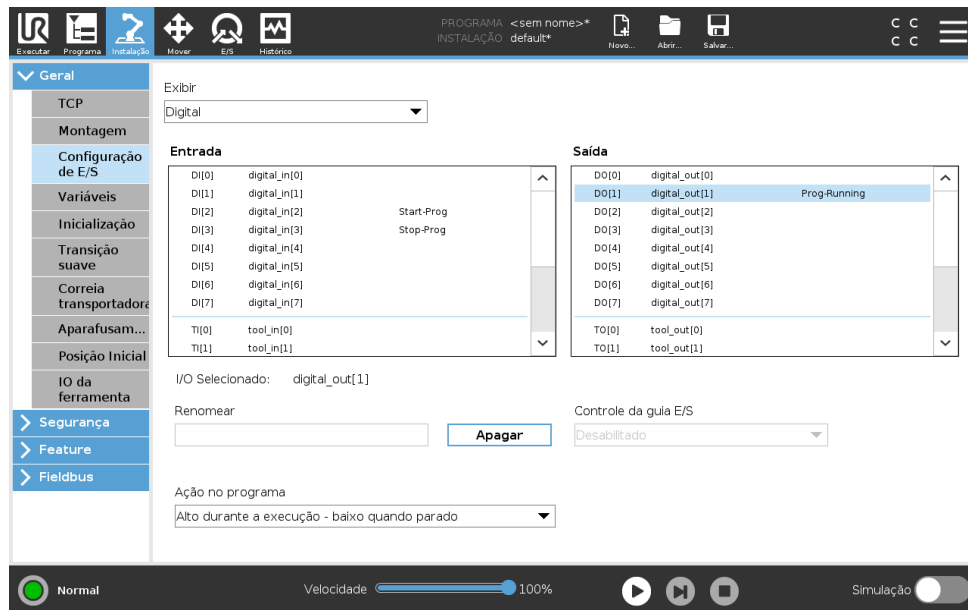 PROGRAMA <sem nome>*
INSTALAÇÃO default*
C C
C C
Executar Programa Instalação Mover E/S Histórico Novo... Abrir... Salvar...
Geral
TCP
Montagem
Configuração
de E/S
Variáveis
Inicialização
Transição
suave
Correia
transportadora
Aparafusam...
Posição Inicial
IO da
ferramenta
Segurança
Feature
Fieldbus
Exibir
Digital
Entrada
DI[0] digital_in[0]
DI[1] digital_in[1]
DI[2] digital_in[2] Start-Prog
DI[3] digital_in[3] Stop-Prog
DI[4] digital_in[4]
DI[5] digital_in[5]
DI[6] digital_in[6]
DI[7] digital_in[7]
TI[0] tool_in[0]
TI[1] tool_in[1]
Saída
DO[0] digital_out[0]
DO[1] digital_out[1] Prog-Running
DO[2] digital_out[2]
DO[3] digital_out[3]
DO[4] digital_out[4]
DO[5] digital_out[5]
DO[6] digital_out[6]
DO[7] digital_out[7]
TO[0] tool_out[0]
TO[1] tool_out[1]
I/O Selecionado: digital_out[1]
Renomear
Apagar
Controle da guia E/S
Desabilitado
Ação no programa
Alto durante a execução - baixo quando parado
Normal
Velocidade 100%
Simulação